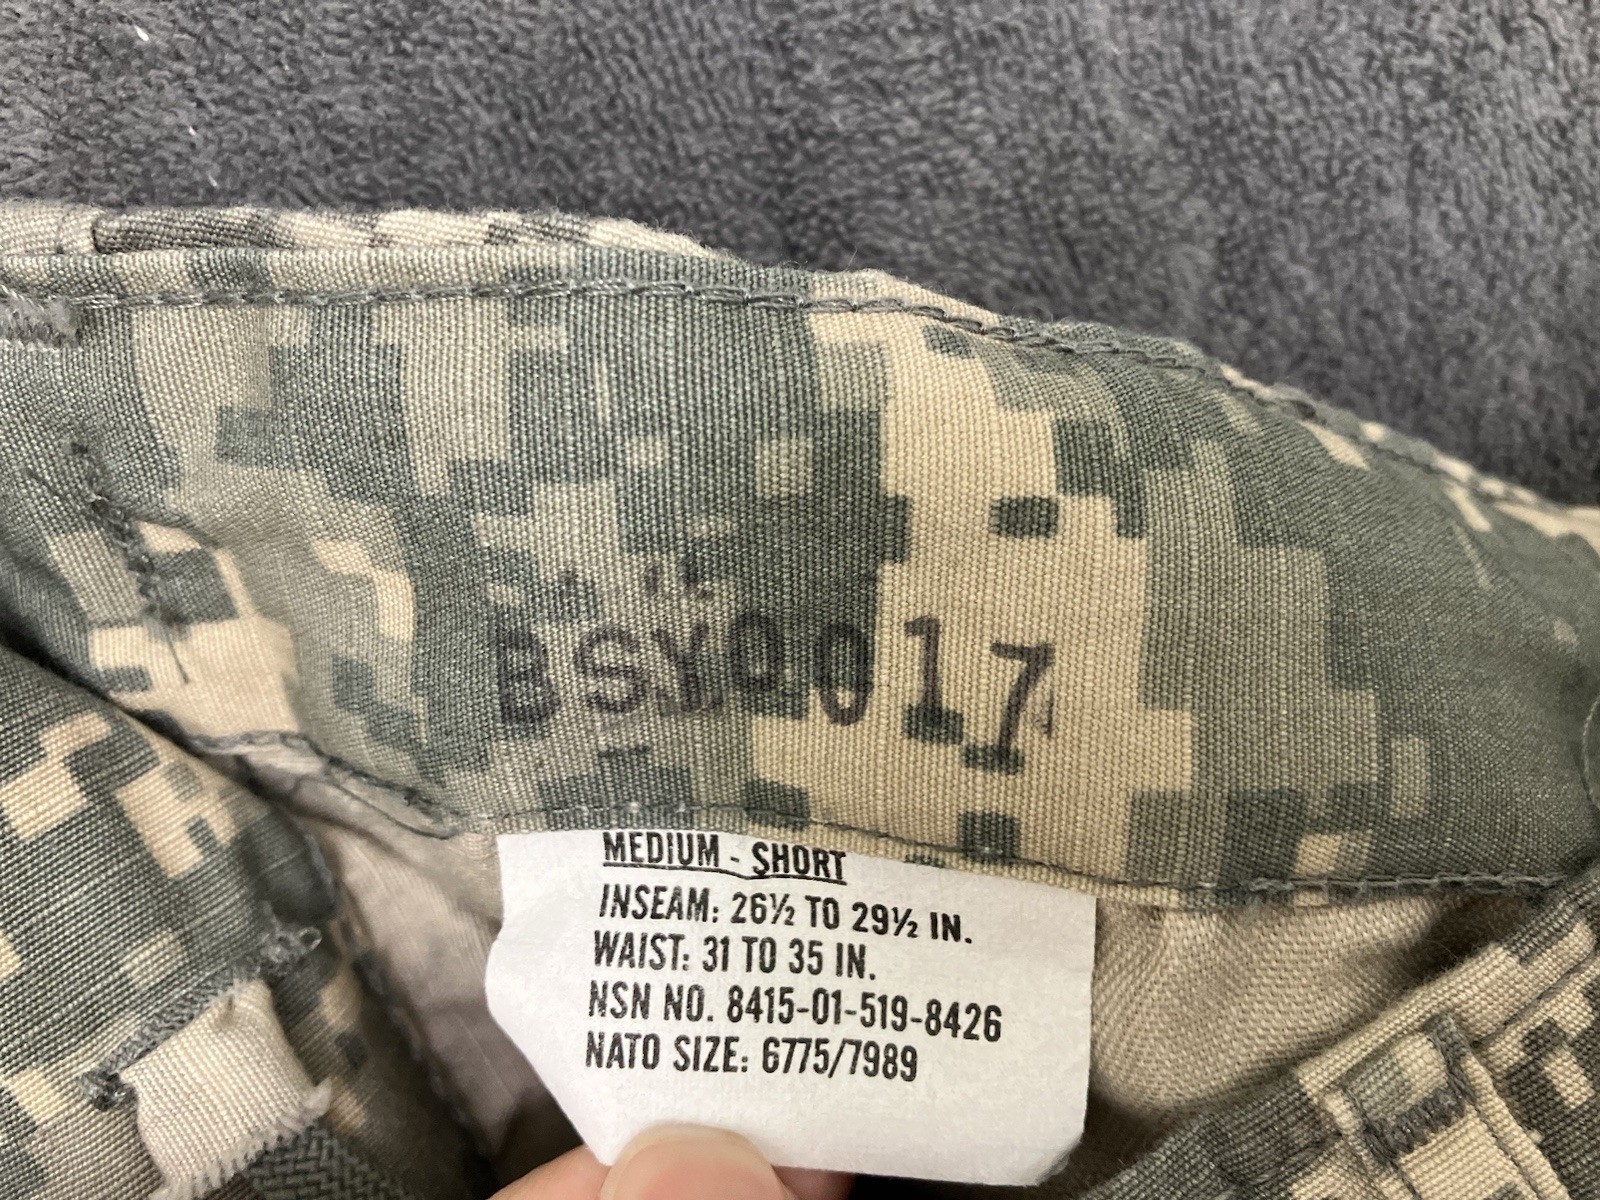 BSY0017
MEDIUM - SHORT
INSEAM: 26½ TO 29½ IN.
WAIST: 31 TO 35 IN.
NSN NO. 8415-01-519-8426
NATO SIZE: 6775/7989